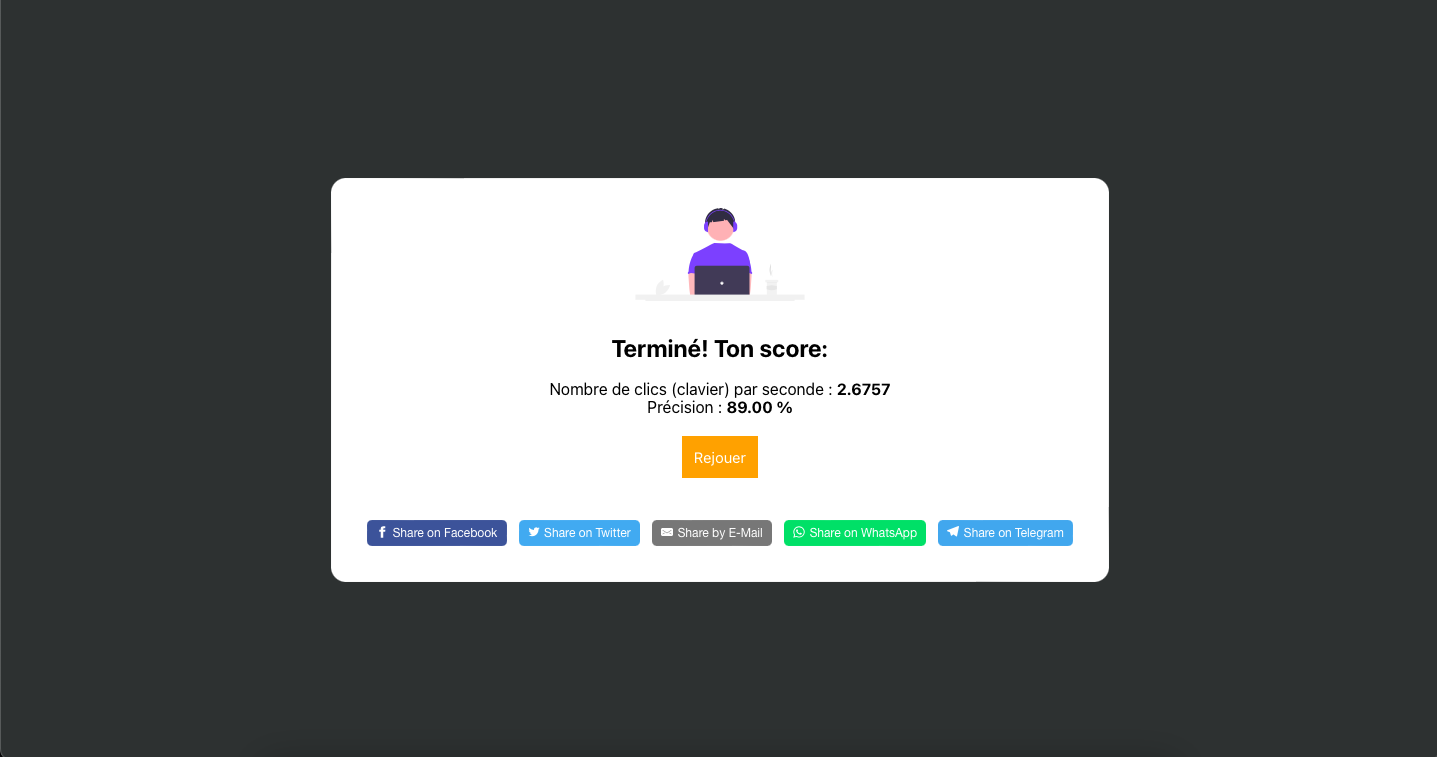 Terminé! Ton score:
Nombre de clics (clavier) par seconde : 2.6757
Précision : 89.00 %
Rejouer
Share on Facebook Share on Twitter Share by E-Mail Share on WhatsApp Share on Telegram